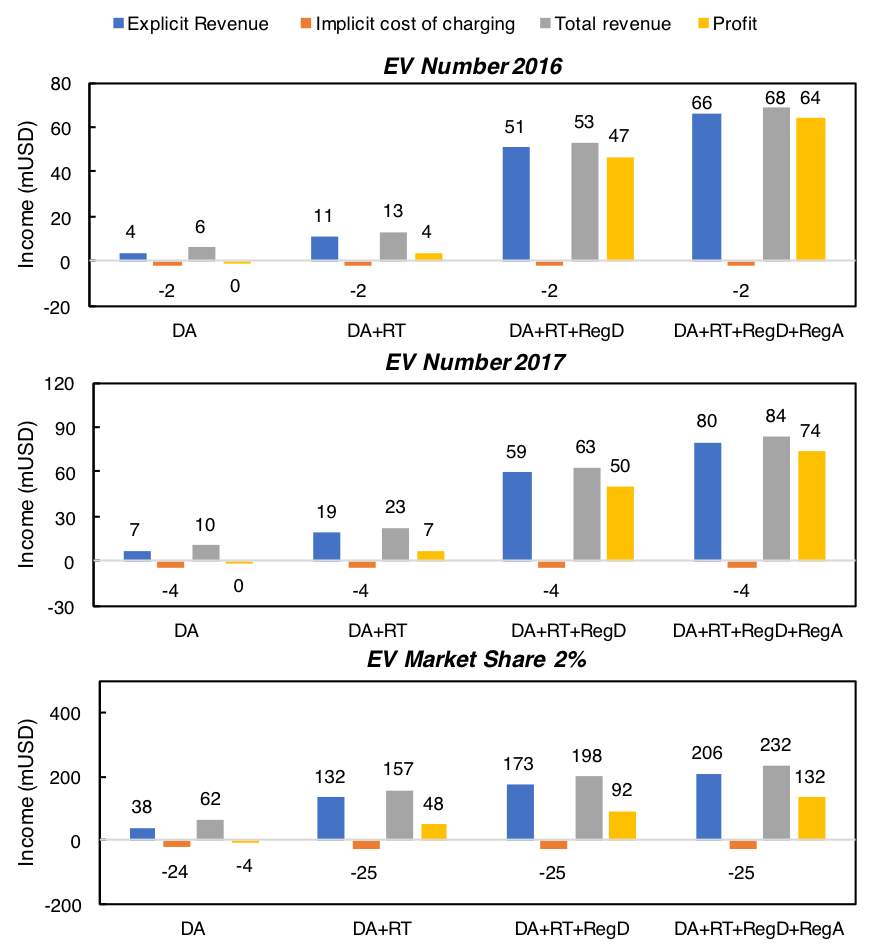 Explicit Revenue Implicit cost of charging Total revenue Profit
EV Number 2016
Income (mUSD)
80
60
40
20
0
-20
4 -2 6 0
11 -2 13 4
51 -2 53 47
66 -2 68 64
DA DA+RT DA+RT+RegD DA+RT+RegD+RegA
EV Number 2017
Income (mUSD)
120
90
60
30
0
-30
7 -4 10 0
19 -4 23 7
59 -4 63 50
80 -4 84 74
DA DA+RT DA+RT+RegD DA+RT+RegD+RegA
EV Market Share 2%
Income (mUSD)
400
200
0
-200
38 -24 62 -4
132 -25 157 48
173 -25 198 92
206 -25 232 132
DA DA+RT DA+RT+RegD DA+RT+RegD+RegA